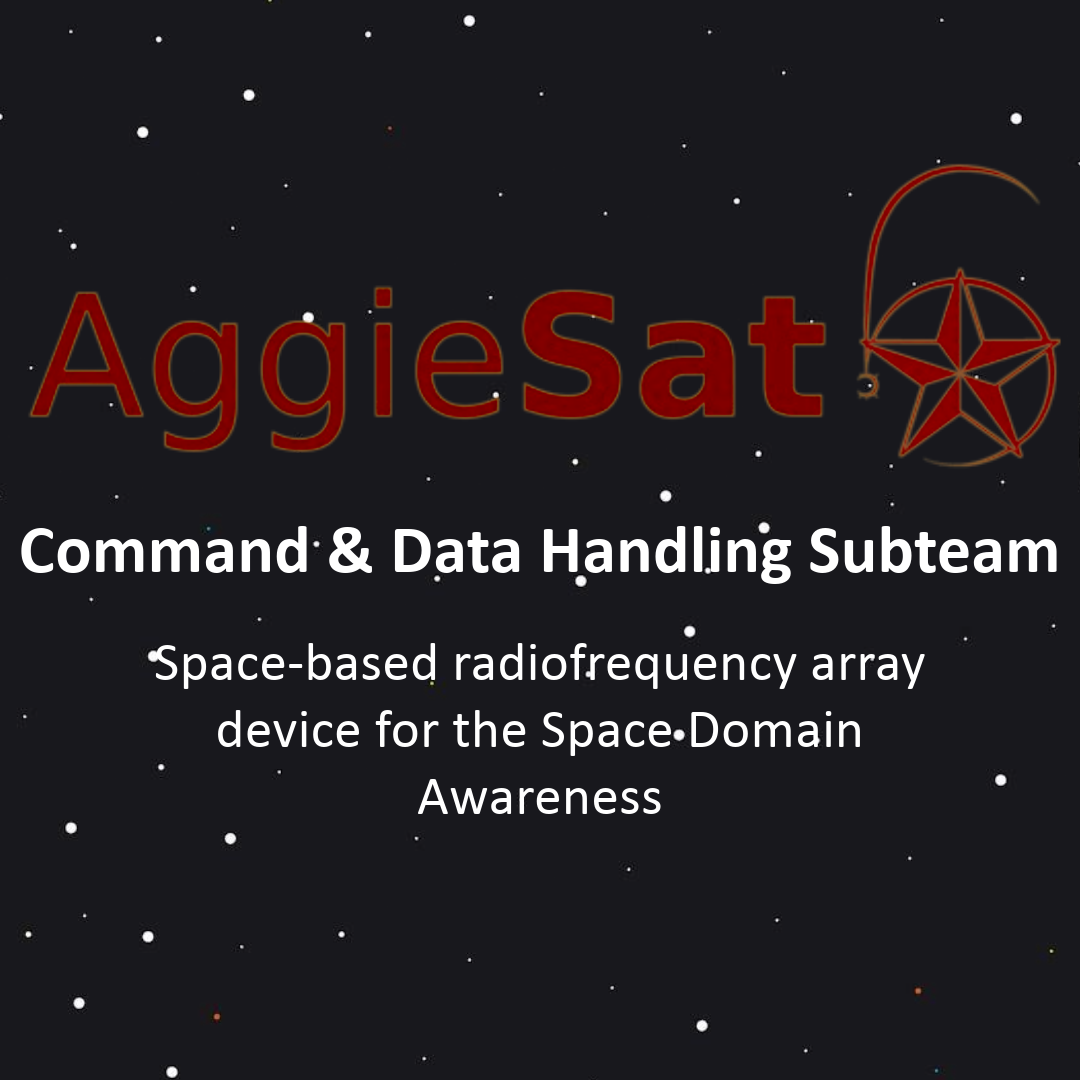 AggieSat
Command & Data Handling Subteam
Space-based radiofrequency array
device for the Space Domain
Awareness